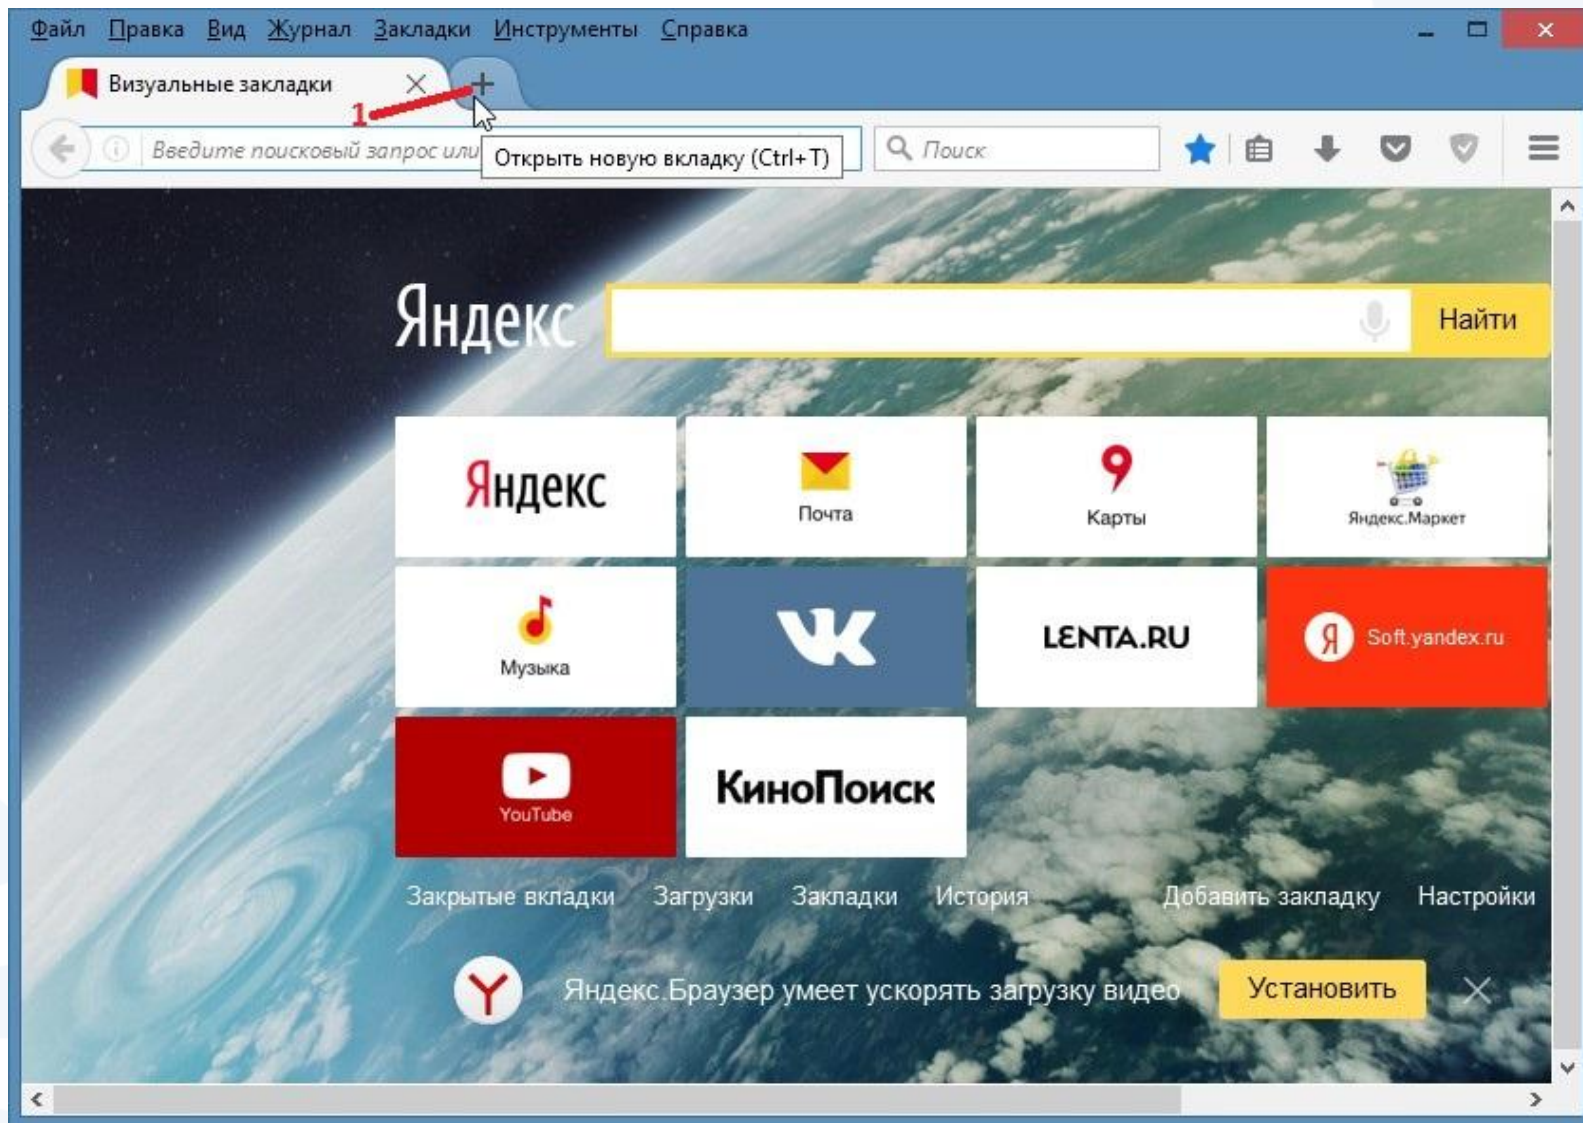 Файл Правка Вид Журнал Закладки Инструменты Справка
Визуальные закладки
1
Введите поисковый запрос или
Открыть новую вкладку (Ctrl+T)
Поиск
Яндекс
Найти
Яндекс
Почта
Карты
Яндекс.Маркет
Музыка
VK
LENTA.RU
Я Soft.yandex.ru
YouTube
КиноПоиск
Закрытые вкладки Загрузки Закладки История Добавить закладку Настройки
Y Яндекс.Браузер умеет ускорять загрузку видео Установить